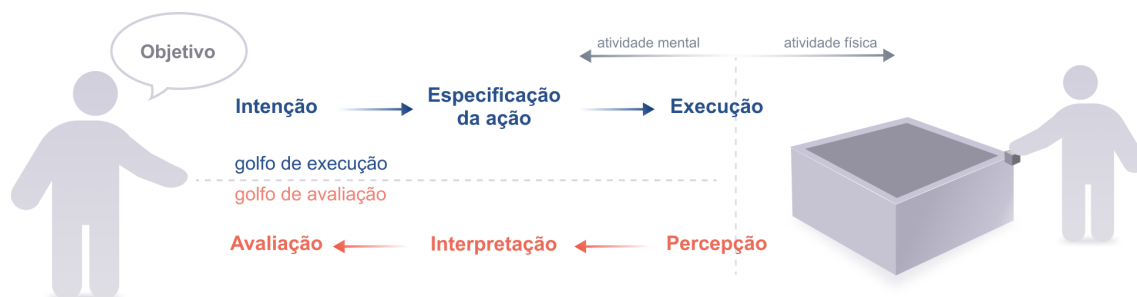 Objetivo
atividade mental
atividade física
Intenção
Especificação
da ação
Execução
golfo de execução
golfo de avaliação
Avaliação
Interpretação
Percepção